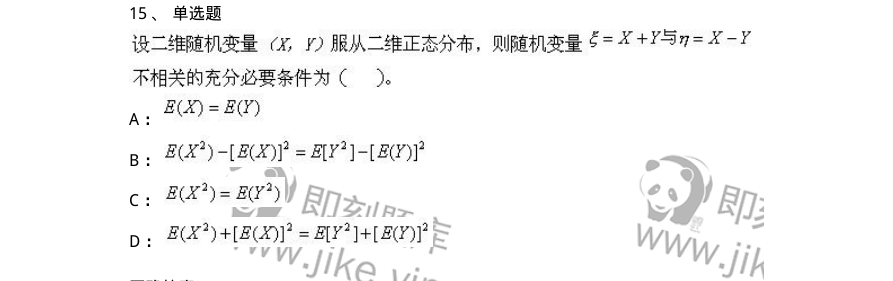 15 、 单选题
设二维随机变量（X，Y）服从二维正态分布，则随机变量 ξ = X + Y与η = X − Y
不相关的充分必要条件为（ ）。
A： E(X) = E(Y)
B： E(X²) − [E(X)]² = E[Y²] − [E(Y)]²
C： E(X²) = E(Y²)
D： E(X²) + [E(X)]² = E[Y²] + [E(Y)]²